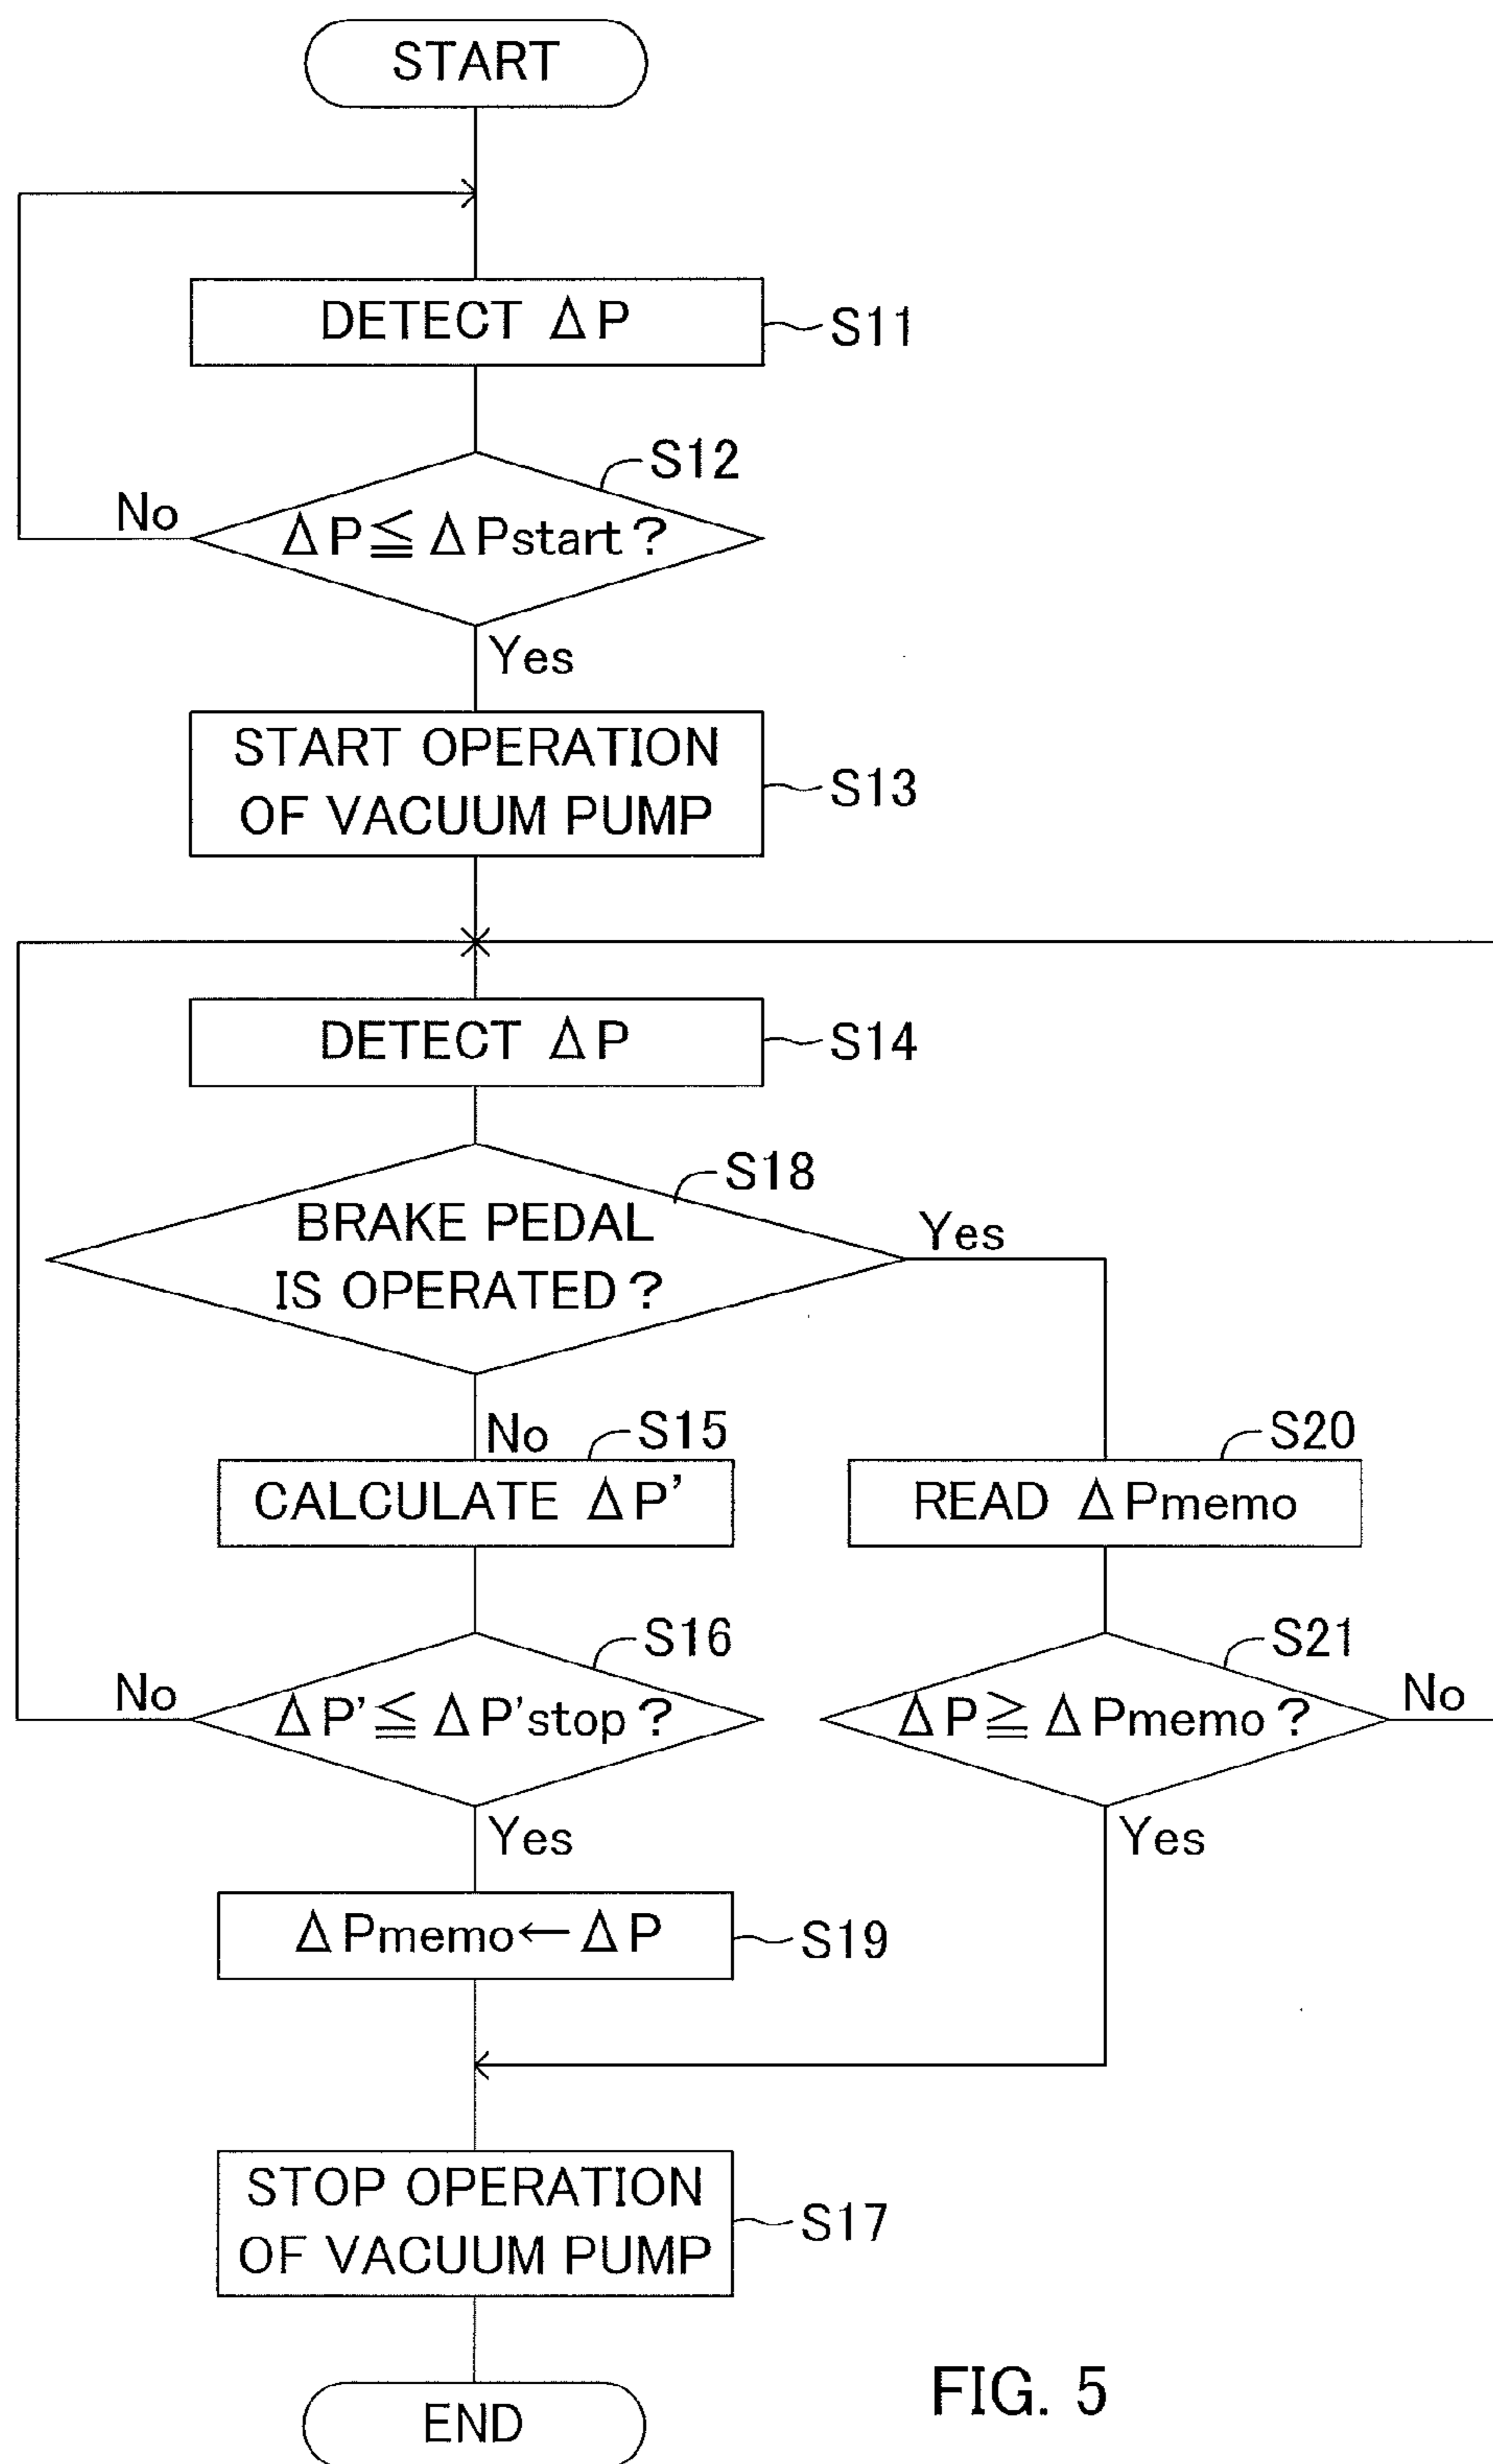 START
DETECT ΔP
S11
S12
No
ΔP≦ΔPstart?
Yes
START OPERATION
OF VACUUM PUMP
S13
DETECT ΔP
S14
S18
BRAKE PEDAL
IS OPERATED?
Yes
No
S15
CALCULATE ΔP'
S20
READ ΔPmemo
S16
No
ΔP'≦ΔP'stop?
Yes
S21
ΔP≧ΔPmemo?
No
Yes
ΔPmemo←ΔP
S19
STOP OPERATION
OF VACUUM PUMP
S17
END
FIG. 5